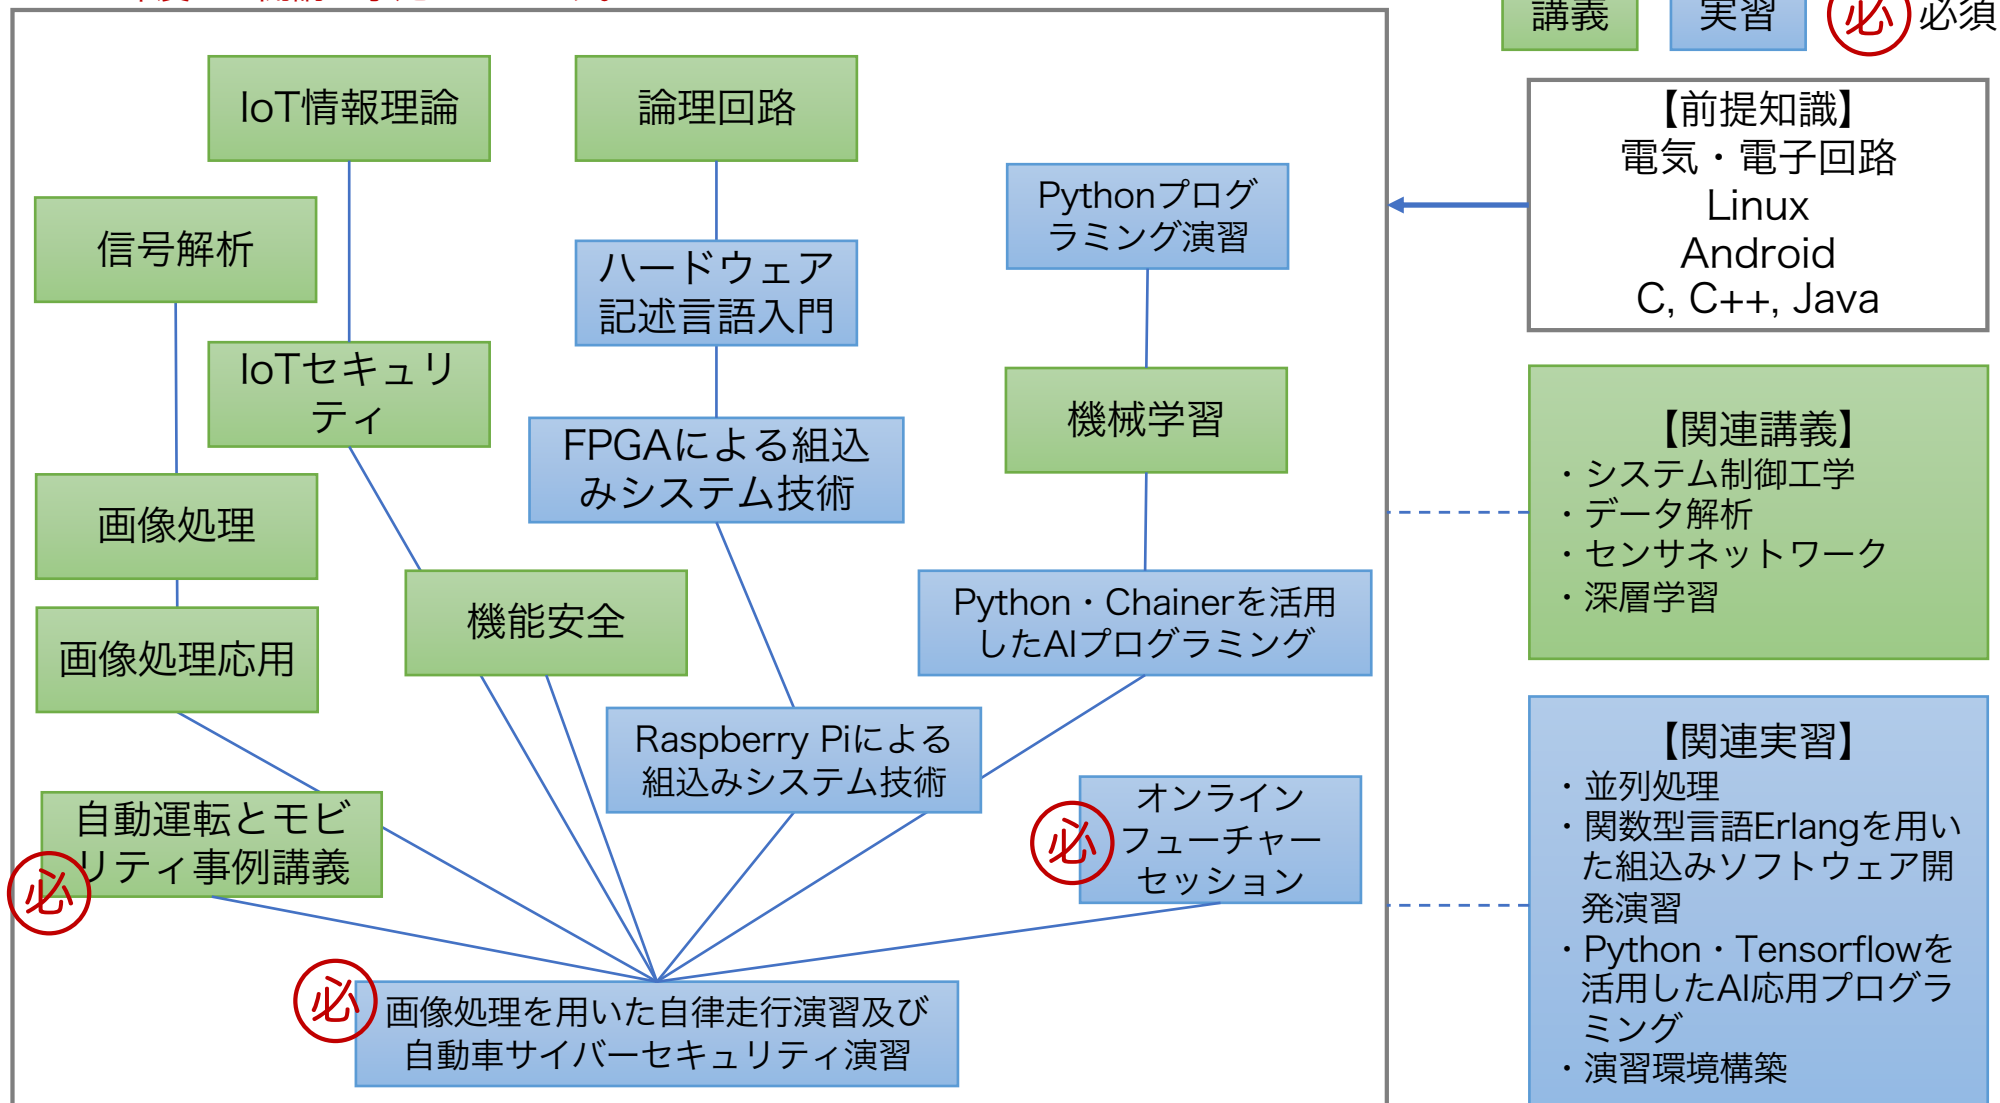 講義
実習
必 必須
IoT情報理論
論理回路
Pythonプログ
ラミング演習
信号解析
ハードウェア
記述言語入門
IoTセキュリ
ティ
機械学習
FPGAによる組込
みシステム技術
画像処理
機能安全
Python・Chainerを活用
したAIプログラミング
画像処理応用
Raspberry Piによる
組込みシステム技術
自動運転とモビ
リティ事例講義
必
オンライン
フューチャー
セッション
必
画像処理を用いた自律走行演習及び
自動車サイバーセキュリティ演習
必
【前提知識】
電気・電子回路
Linux
Android
C, C++, Java
【関連講義】
・システム制御工学
・データ解析
・センサネットワーク
・深層学習
【関連実習】
・並列処理
・関数型言語Erlangを用い
た組込みソフトウェア開
発演習
・Python・Tensorflowを
活用したAI応用プログラ
ミング
・演習環境構築